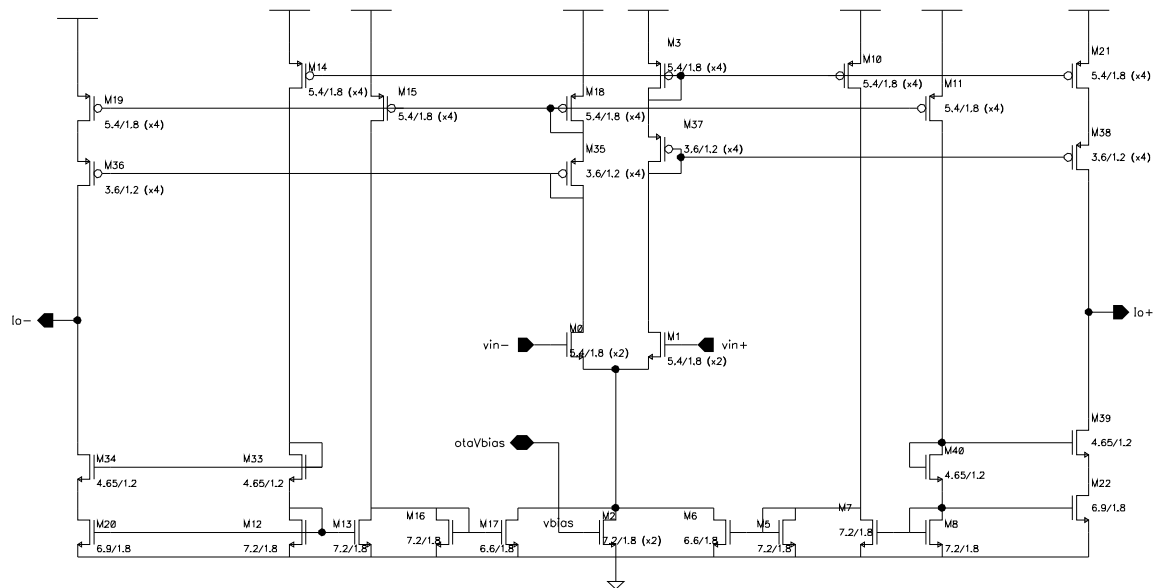 M3
M21
M14
5.4/1.8 (x4)
M10
5.4/1.8 (x4)
5.4/1.8 (x4)
5.4/1.8 (x4)
M19
M15
M18
M11
5.4/1.8 (x4)
5.4/1.8 (x4)
5.4/1.8 (x4)
5.4/1.8 (x4)
M37
M38
M36
M35
3.6/1.2 (x4)
3.6/1.2 (x4)
3.6/1.2 (x4)
3.6/1.2 (x4)
Io-
Io+
M0
M1
vin-
vin+
5.4/1.8 (x2)
5.4/1.8 (x2)
M39
otaVbias
4.65/1.2
M34
M33
M40
4.65/1.2
4.65/1.2
4.65/1.2
M22
6.9/1.8
M20
M12
M13
M16
M17
vbias
M2
M6
M5
M7
M8
6.9/1.8
7.2/1.8
7.2/1.8
7.2/1.8
6.6/1.8
7.2/1.8 (x2)
6.6/1.8
7.2/1.8
7.2/1.8
7.2/1.8